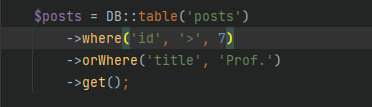 $posts = DB::table('posts')
->where('id', '>', 7)
->orWhere('title', 'Prof.')
->get();